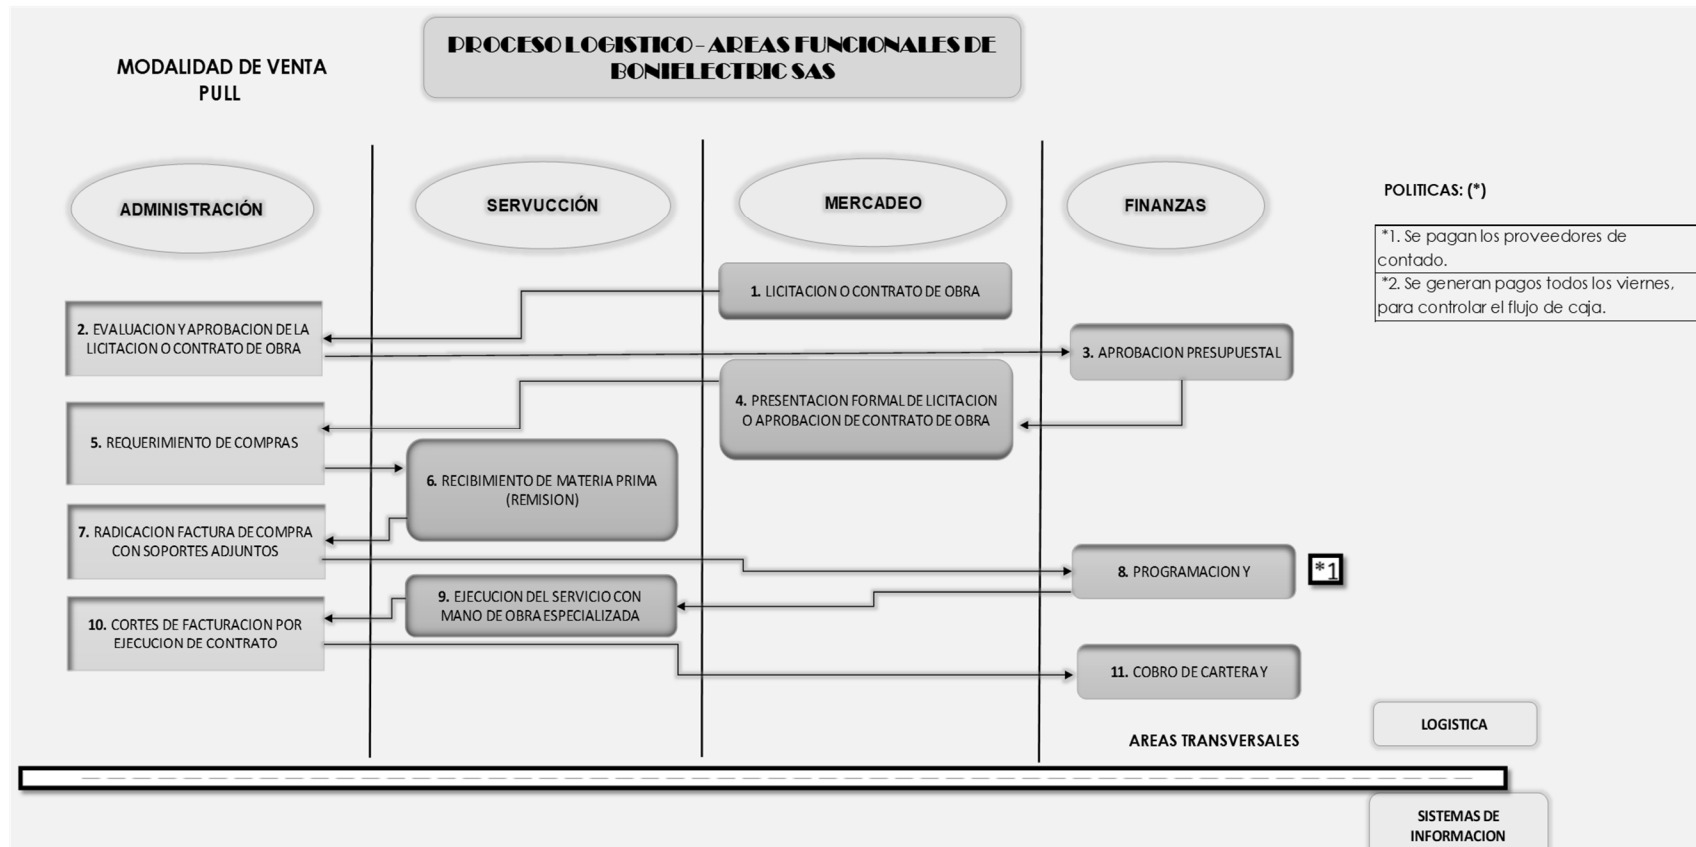 PROCESO LOGISTICO - AREAS FUNCIONALES DE
BONIELECTRIC SAS
MODALIDAD DE VENTA
PULL
ADMINISTRACIÓN
SERVUCCIÓN
MERCADEO
FINANZAS
POLITICAS: (*)
*1. Se pagan los proveedores de
contado.
*2. Se generan pagos todos los viernes,
para controlar el flujo de caja.
1. LICITACION O CONTRATO DE OBRA
2. EVALUACION Y APROBACION DE LA
LICITACION O CONTRATO DE OBRA
3. APROBACION PRESUPUESTAL
4. PRESENTACION FORMAL DE LICITACION
O APROBACION DE CONTRATO DE OBRA
5. REQUERIMIENTO DE COMPRAS
6. RECIBIMIENTO DE MATERIA PRIMA
(REMISION)
7. RADICACION FACTURA DE COMPRA
CON SOPORTES ADJUNTOS
8. PROGRAMACION Y
*1
9. EJECUCION DEL SERVICIO CON
MANO DE OBRA ESPECIALIZADA
10. CORTES DE FACTURACION POR
EJECUCION DE CONTRATO
11. COBRO DE CARTERA Y
AREAS TRANSVERSALES
LOGISTICA
SISTEMAS DE
INFORMACION